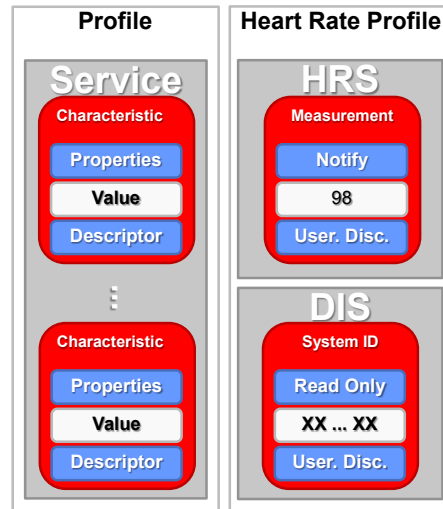 Profile
Service
Characteristic
Properties
Value
Descriptor
...
Characteristic
Properties
Value
Descriptor
Heart Rate Profile
HRS
Measurement
Notify
98
User. Disc.
DIS
System ID
Read Only
XX ... XX
User. Disc.